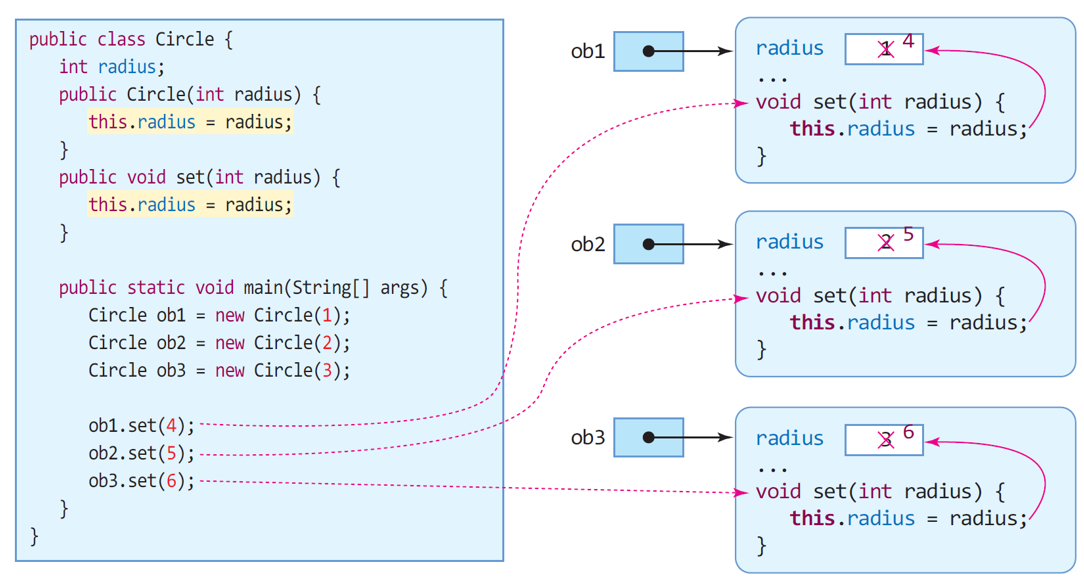 public class Circle {
int radius;
public Circle(int radius) {
this.radius = radius;
}
public void set(int radius) {
this.radius = radius;
}
public static void main(String[] args) {
Circle ob1 = new Circle(1);
Circle ob2 = new Circle(2);
Circle ob3 = new Circle(3);
ob1.set(4);
ob2.set(5);
ob3.set(6);
}
}
ob1
radius 1 4
...
void set(int radius) {
this.radius = radius;
}
ob2
radius 2 5
...
void set(int radius) {
this.radius = radius;
}
ob3
radius 3 6
...
void set(int radius) {
this.radius = radius;
}